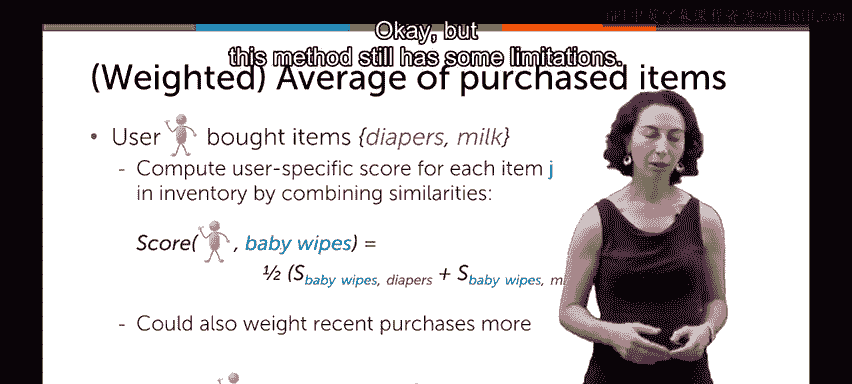 Okay, but
this method still has some limitations.
(Weighted) Average of purchased items
• User bought items {diapers, milk}
- Compute user-specific score for each item j
in inventory by combining similarities:
Score( , baby wipes) =
½ (S baby wipes, diapers + S baby wipes,
- Could also weight recent purchases more